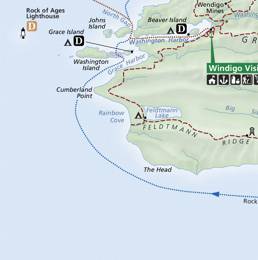 Rock of Ages
Lighthouse
D
Johns
Island
North Gap
Beaver Island
D
Windigo
Mines
Grace Island
D
Washington Harbor
Washington
Island
Grace Harbor
G R
Windigo Visi
Cumberland
Point
Rainbow
Cove
Feldtmann
Lake
Big
FELDTMANN
RIDGE
The Head
Rock